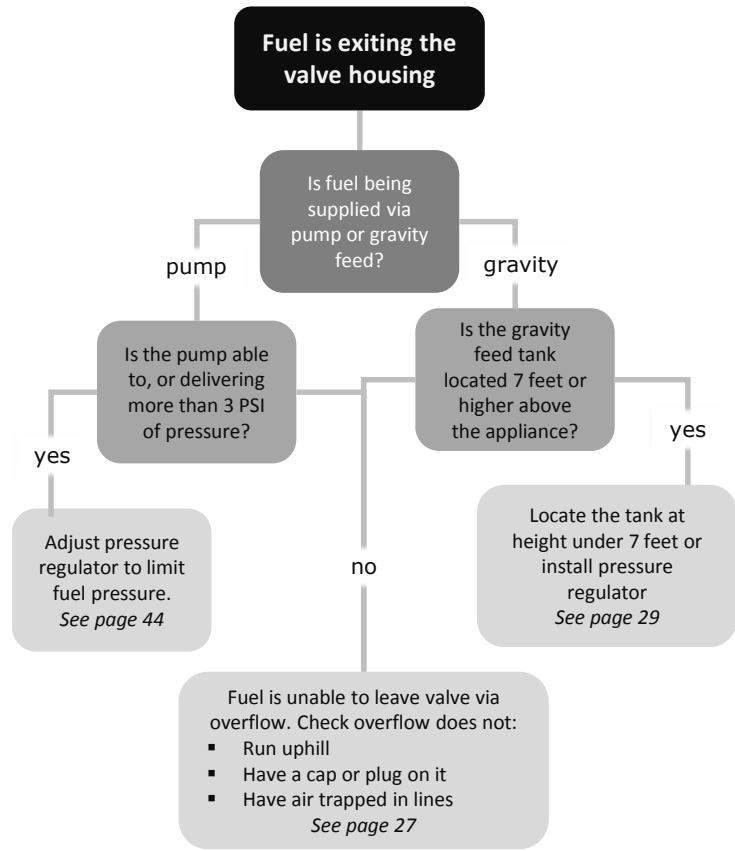 Fuel is exiting the
valve housing
Is fuel being
supplied via
pump or gravity
feed?
pump
gravity
Is the pump able
to, or delivering
more than 3 PSI
of pressure?
Is the gravity
feed tank
located 7 feet or
higher above
the appliance?
yes
yes
Adjust pressure
regulator to limit
fuel pressure.
See page 44
no
Locate the tank at
height under 7 feet or
install pressure
regulator
See page 29
Fuel is unable to leave valve via
overflow. Check overflow does not:
▪ Run uphill
▪ Have a cap or plug on it
▪ Have air trapped in lines
See page 27